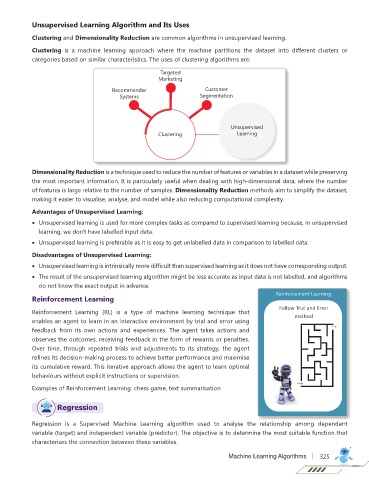 Unsupervised Learning Algorithm and Its Uses
Clustering and Dimensionality Reduction are common algorithms in unsupervised learning.
Clustering is a machine learning approach where the machine partitions the dataset into different clusters or
categories based on similar characteristics. The uses of clustering algorithms are:
Targeted
Marketing
Recommender
Systems
Customer
Segmentation
Clustering
Unsupervised
Learning
Dimensionality Reduction is a technique used to reduce the number of features or variables in a dataset while preserving
the most important information. It is particularly useful when dealing with high-dimensional data, where the number
of features is large relative to the number of samples. Dimensionality Reduction methods aim to simplify the dataset,
making it easier to visualise, analyse, and model while also reducing computational complexity.
Advantages of Unsupervised Learning:
• Unsupervised learning is used for more complex tasks as compared to supervised learning because, in unsupervised
learning, we don't have labelled input data.
• Unsupervised learning is preferable as it is easy to get unlabelled data in comparison to labelled data.
Disadvantages of Unsupervised Learning:
• Unsupervised learning is intrinsically more difficult than supervised learning as it does not have corresponding output.
• The result of the unsupervised learning algorithm might be less accurate as input data is not labelled, and algorithms
do not know the exact output in advance.
Reinforcement Learning
Reinforcement Learning (RL) is a type of machine learning technique that
enables an agent to learn in an interactive environment by trial and error using
feedback from its own actions and experiences. The agent takes actions and
observes the outcomes, receiving feedback in the form of rewards or penalties.
Over time, through repeated trials and adjustments to its strategy, the agent
refines its decision-making process to achieve better performance and maximise
its cumulative reward. This iterative approach allows the agent to learn optimal
behaviours without explicit instructions or supervision.
Examples of Reinforcement Learning: chess game, text summarisation
Reinforcement Learning
Follow Trial and Error
method
Regression
Regression is a Supervised Machine Learning algorithm used to analyse the relationship among dependent
variable (target) and independent variable (predictor). The objective is to determine the most suitable function that
characterises the connection between these variables.
Machine Learning Algorithms 325